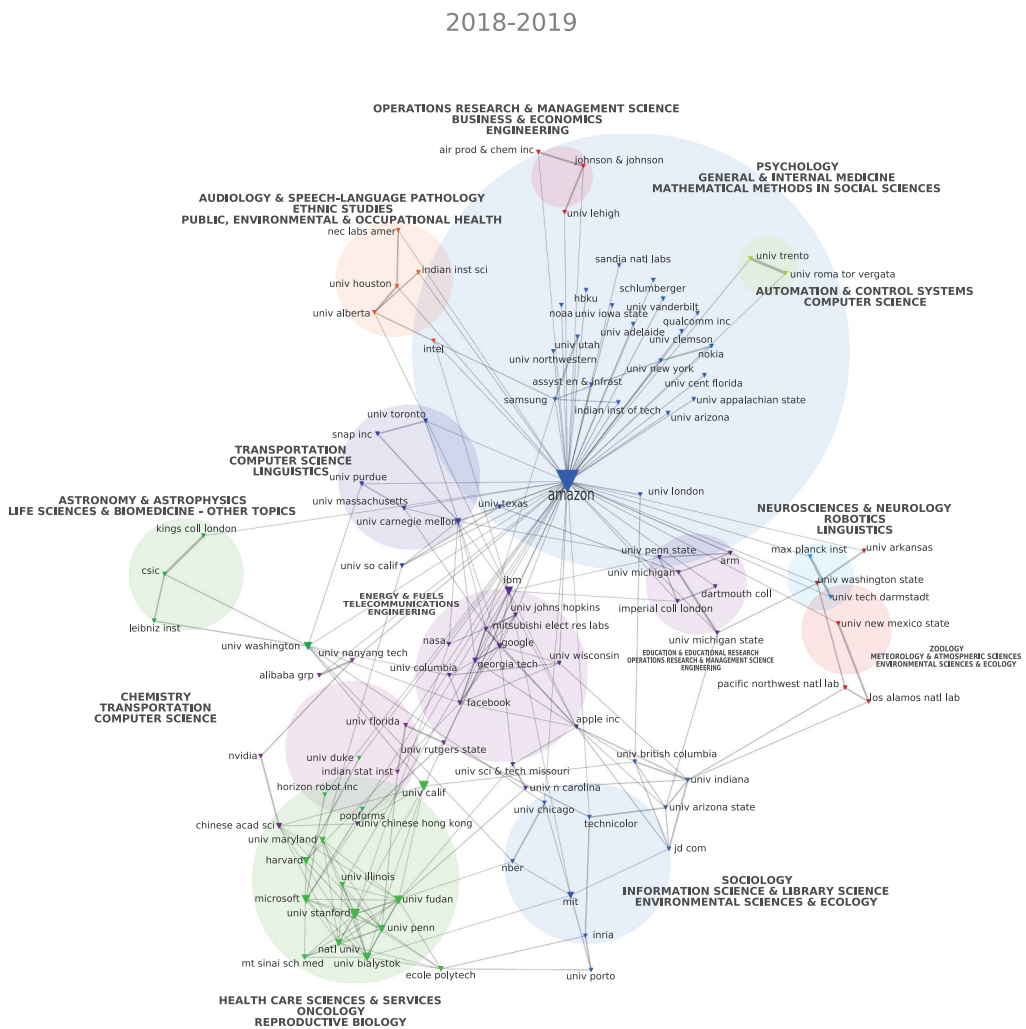 2018-2019
OPERATIONS RESEARCH & MANAGEMENT SCIENCE
BUSINESS & ECONOMICS
ENGINEERING
air prod & chem inc
johnson & johnson
PSYCHOLOGY
GENERAL & INTERNAL MEDICINE
MATHEMATICAL METHODS IN SOCIAL SCIENCES
AUDIOLOGY & SPEECH-LANGUAGE PATHOLOGY
ETHNIC STUDIES
PUBLIC, ENVIRONMENTAL & OCCUPATIONAL HEALTH
univ lehigh
nec labs amer
indian inst sci
univ houston
univ alberta
intel
sandia natl labs
univ trento
univ roma tor vergata
AUTOMATION & CONTROL SYSTEMS
COMPUTER SCIENCE
schlumberger
hbku
univ vanderbilt
noaa
univ iowa state
qualcomm inc
univ adelaide
univ clemson
univ utah
nokia
univ northwestern
univ new york
assyst en & infrast
univ cent florida
samsung
univ appalachian state
indian inst of tech
univ arizona
univ toronto
snap inc
TRANSPORTATION
COMPUTER SCIENCE
LINGUISTICS
univ purdue
amazon
univ london
univ massachusetts
univ texas
univ carnegie mellon
ASTRONOMY & ASTROPHYSICS
LIFE SCIENCES & BIOMEDICINE - OTHER TOPICS
kings coll london
csic
leibniz inst
NEUROSCIENCES & NEUROLOGY
ROBOTICS
LINGUISTICS
max planck inst
univ arkansas
univ penn state
arm
univ so calif
univ michigan
univ washington state
ibm
dartmouth coll
univ tech darmstadt
ENERGY & FUELS
TELECOMMUNICATIONS
ENGINEERING
univ johns hopkins
imperial coll london
mitsubishi elect res labs
univ new mexico state
nasa
google
univ michigan state
univ washington
univ nanyang tech
georgia tech
univ wisconsin
EDUCATION & EDUCATIONAL RESEARCH
OPERATIONS RESEARCH & MANAGEMENT SCIENCE
ENGINEERING
ZOOLOGY
METEOROLOGY & ATMOSPHERIC SCIENCES
ENVIRONMENTAL SCIENCES & ECOLOGY
alibaba grp
univ columbia
pacific northwest natl lab
los alamos natl lab
CHEMISTRY
TRANSPORTATION
COMPUTER SCIENCE
facebook
univ florida
apple inc
univ rutgers state
nvidia
univ duke
univ british columbia
indian stat inst
univ sci & tech missouri
univ indiana
horizon robot inc
univ calif
univ n carolina
univ chicago
univ arizona state
popforms
technicolor
chinese acad sci
univ chinese hong kong
univ maryland
jd com
harvard
nber
univ illinois
SOCIOLOGY
INFORMATION SCIENCE & LIBRARY SCIENCE
ENVIRONMENTAL SCIENCES & ECOLOGY
microsoft
univ fudan
mit
univ stanford
univ penn
inria
natl univ
mt sinai sch med
univ bialystok
ecole polytech
univ porto
HEALTH CARE SCIENCES & SERVICES
ONCOLOGY
REPRODUCTIVE BIOLOGY